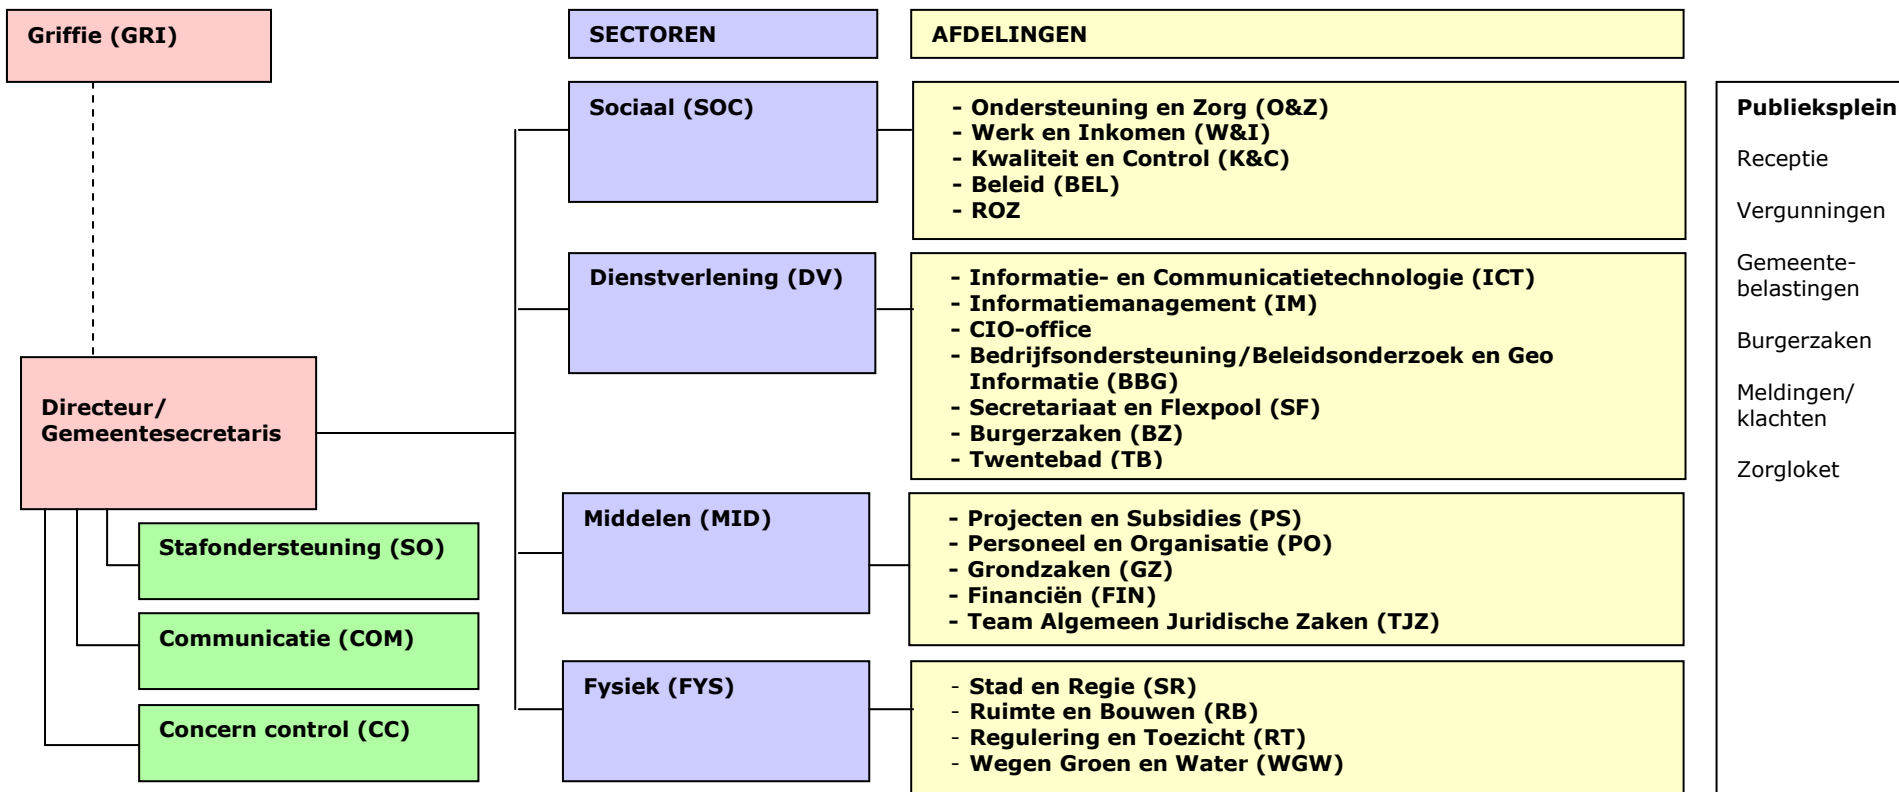 Griffie (GRI)
SECTOREN
AFDELINGEN
Sociaal (SOC)
- Ondersteuning en Zorg (O&Z)
- Werk en Inkomen (W&I)
- Kwaliteit en Control (K&C)
- Beleid (BEL)
- ROZ
Dienstverlening (DV)
- Informatie- en Communicatietechnologie (ICT)
- Informatiemanagement (IM)
- CIO-office
- Bedrijfsondersteuning/Beleidsonderzoek en Geo
Informatie (BBG)
- Secretariaat en Flexpool (SF)
- Burgerzaken (BZ)
- Twentebad (TB)
Directeur/
Gemeentesecretaris
Stafondersteuning (SO)
Communicatie (COM)
Concern control (CC)
Middelen (MID)
- Projecten en Subsidies (PS)
- Personeel en Organisatie (PO)
- Grondzaken (GZ)
- Financiën (FIN)
- Team Algemeen Juridische Zaken (TJZ)
Fysiek (FYS)
- Stad en Regie (SR)
- Ruimte en Bouwen (RB)
- Regulering en Toezicht (RT)
- Wegen Groen en Water (WGW)
Publieksplein
Receptie
Vergunningen
Gemeente-
belastingen
Burgerzaken
Meldingen/
klachten
Zorgloket